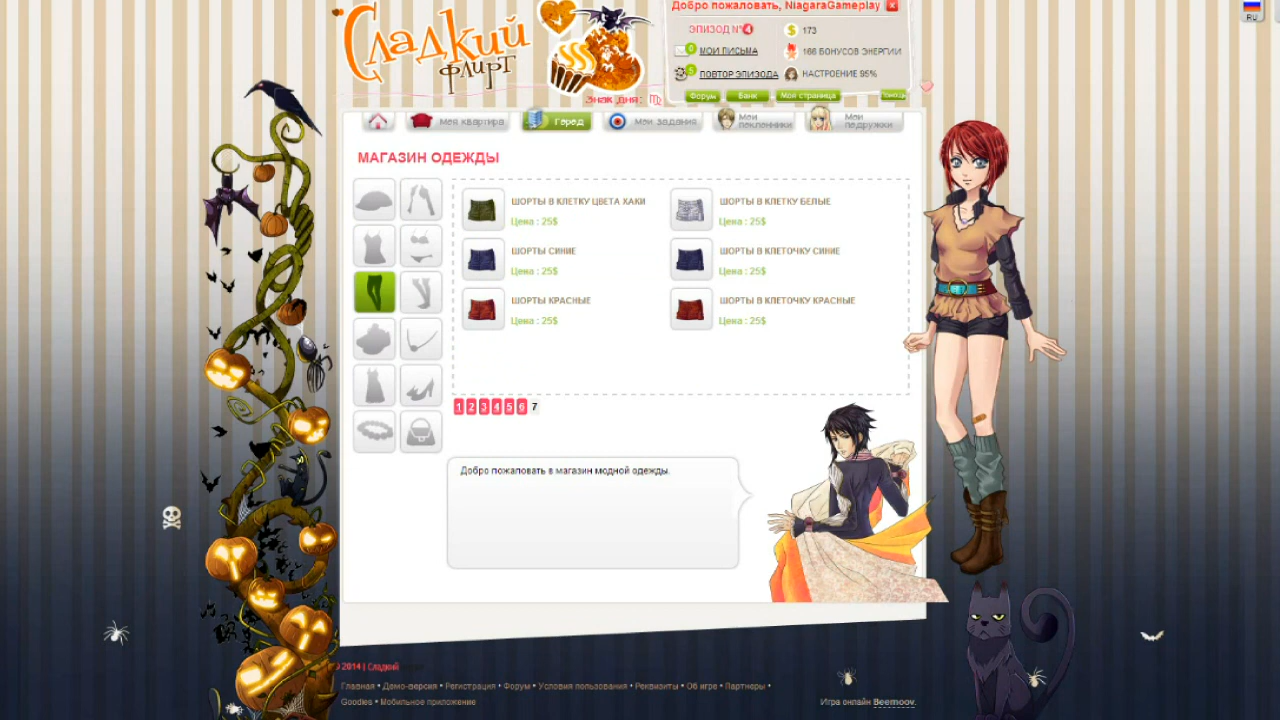 Добро пожаловать, NiagaraGameplay
Сладкий
Флирт
ЭПИЗОД N°4
173
0 МОИ ПИСЬМА
166 БОНУСОВ ЭНЕРГИИ
5 ПОВТОР ЭПИЗОДА
НАСТРОЕНИЕ 95%
Знак дня:
Форум
Банк
Моя страница
Помощь
RU
Моя квартира
Город
Мои задания
Мои поклонники
Мои подружки
МАГАЗИН ОДЕЖДЫ
ШОРТЫ В КЛЕТКУ ЦВЕТА ХАКИ
Цена : 25$
ШОРТЫ В КЛЕТКУ БЕЛЫЕ
Цена : 25$
ШОРТЫ СИНИЕ
Цена : 25$
ШОРТЫ В КЛЕТОЧКУ СИНИЕ
Цена : 25$
ШОРТЫ КРАСНЫЕ
Цена : 25$
ШОРТЫ В КЛЕТОЧКУ КРАСНЫЕ
Цена : 25$
1 2 3 4 5 6 7
Добро пожаловать в магазин модной одежды.
© 2014 | Сладкий
Главная • Демо-версия • Регистрация • Форум • Условия пользования • Реквизиты • Об игре • Партнеры •
Goodies • Мобильное приложение
Игра онлайн Beemoov.